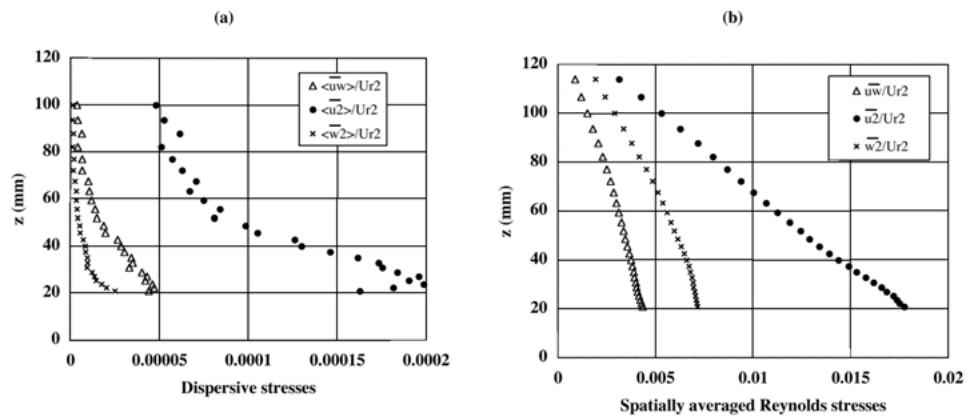 (a)
(b)
120
100
80
60
40
20
0
z (mm)
0 0.00005 0.0001 0.00015 0.0002
Dispersive stresses
<uw>/Ur2
<u2>/Ur2
<w2>/Ur2
120
100
80
60
40
20
0
z (mm)
0 0.005 0.01 0.015 0.02
Spatially averaged Reynolds stresses
uw/Ur2
u2/Ur2
w2/Ur2